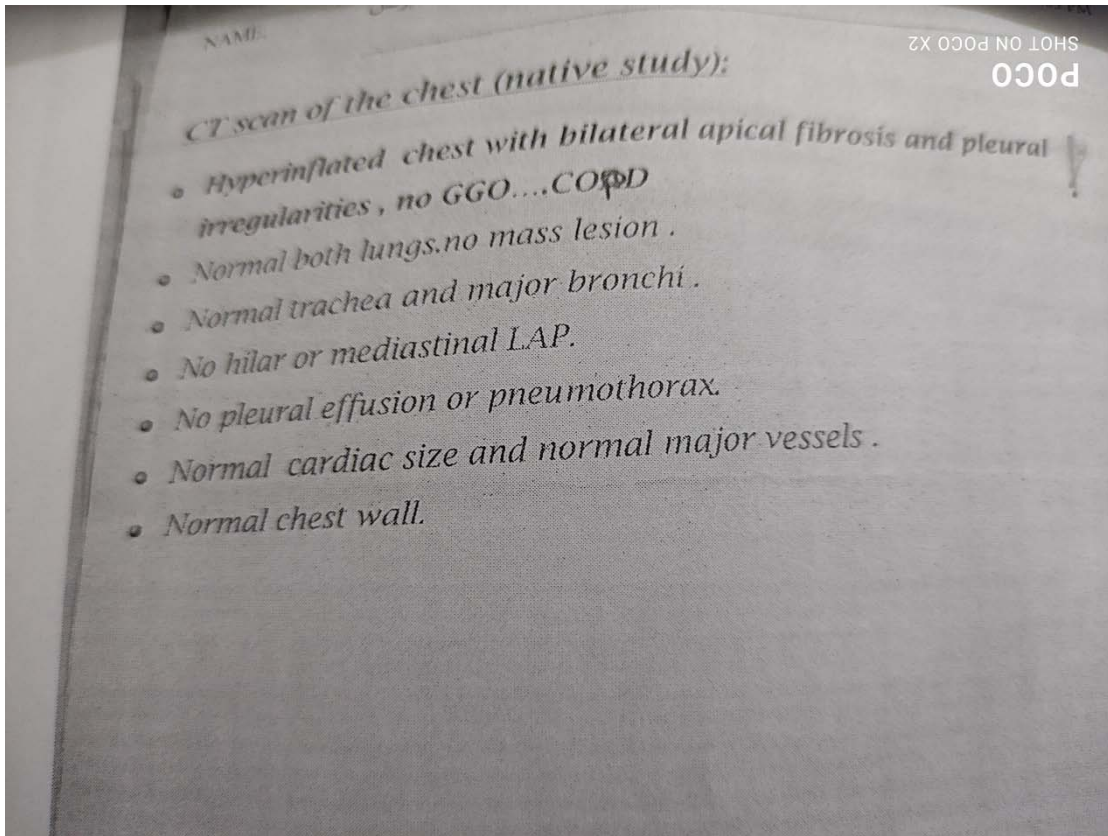 NAME
SHOT ON POCO X2
POCO
CT scan of the chest (native study):
• Hyperinflated chest with bilateral apical fibrosis and pleural
irregularities , no GGO....COPD
• Normal both lungs.no mass lesion .
• Normal trachea and major bronchi .
• No hilar or mediastinal LAP.
• No pleural effusion or pneumothorax.
• Normal cardiac size and normal major vessels .
• Normal chest wall.